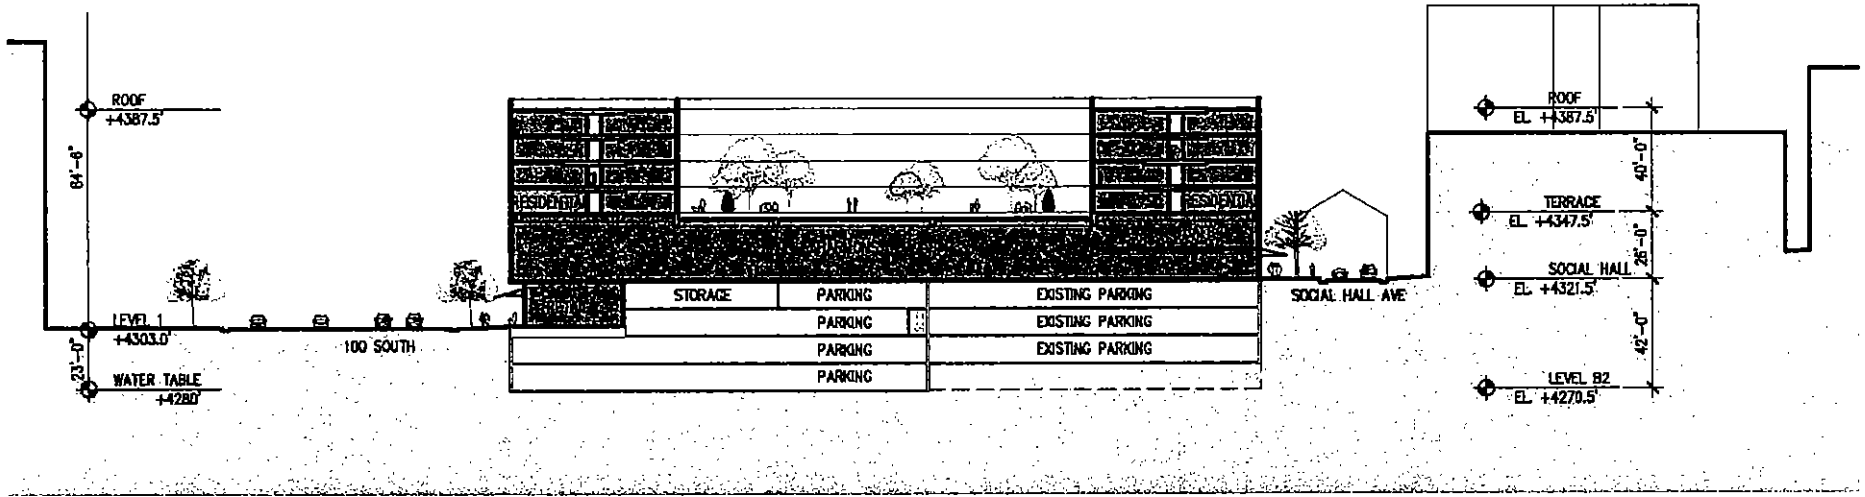 ROOF
+4387.5'
84'-6"
LEVEL 1
+4303.0'
23'-0"
WATER TABLE
+4280'
100 SOUTH
RESIDENTIAL
RESIDENTIAL
STORAGE
PARKING
EXISTING PARKING
PARKING
EXISTING PARKING
PARKING
EXISTING PARKING
PARKING
SOCIAL HALL AVE
ROOF
EL. +4387.5'
40'-0"
TERRACE
EL. +4347.5'
26'-0"
SOCIAL HALL
EL. +4321.5'
42'-0"
LEVEL B2
EL. +4270.5'